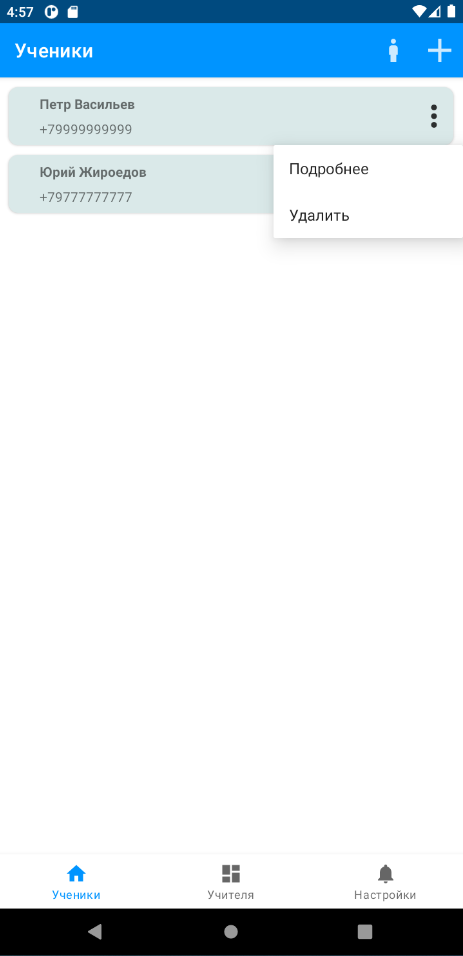 4:57
Ученики
Петр Васильев
+79999999999
Подробнее
Юрий Жироедов
+79777777777
Удалить
Ученики
Учителя
Настройки